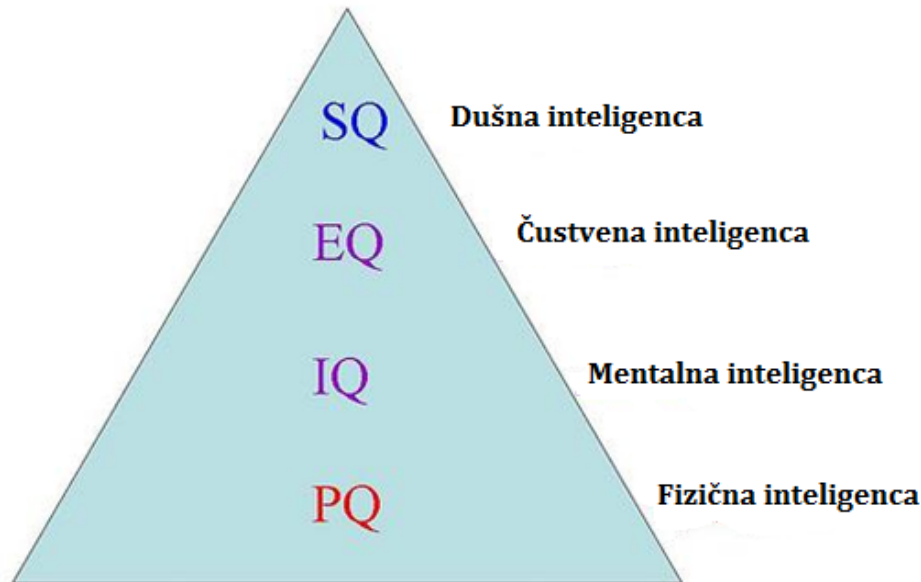 SQ Dušna inteligenca
EQ Čustvena inteligenca
IQ Mentalna inteligenca
PQ Fizična inteligenca